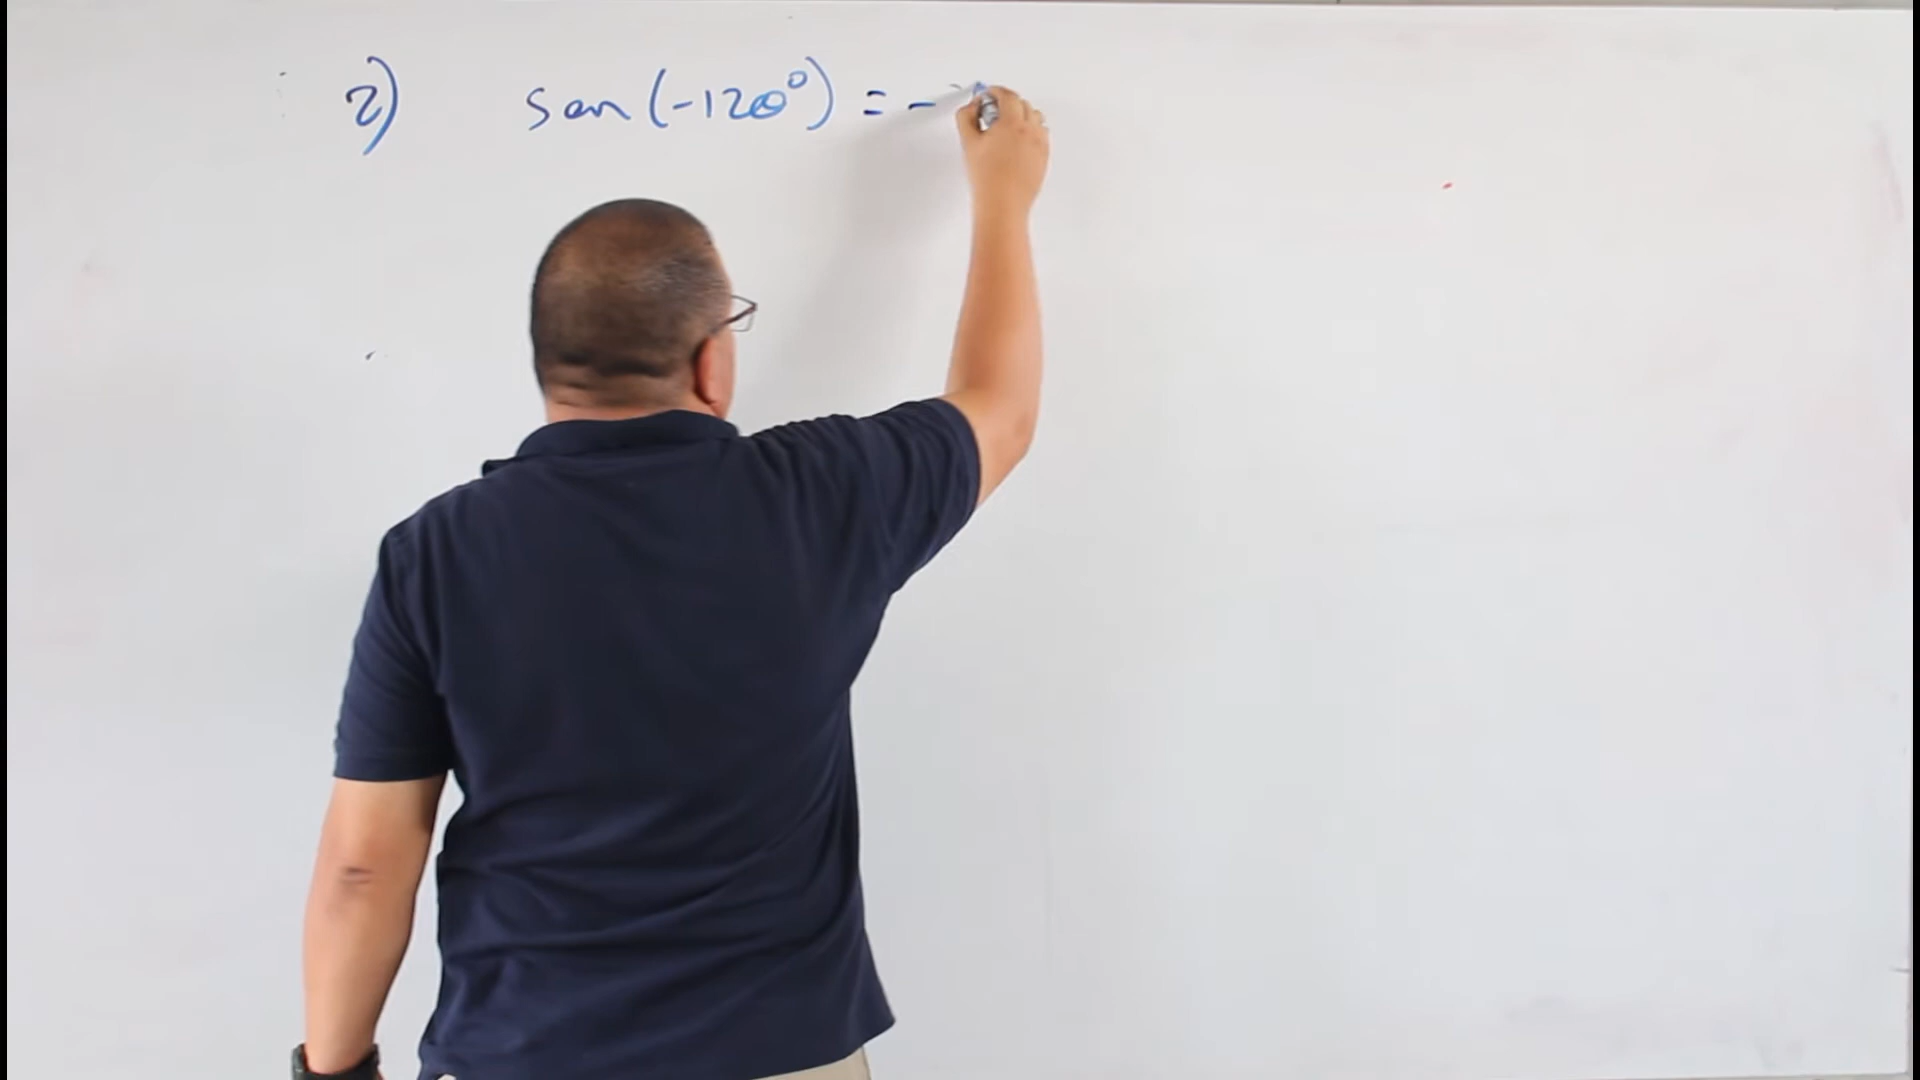 2) sen (-120°) = -